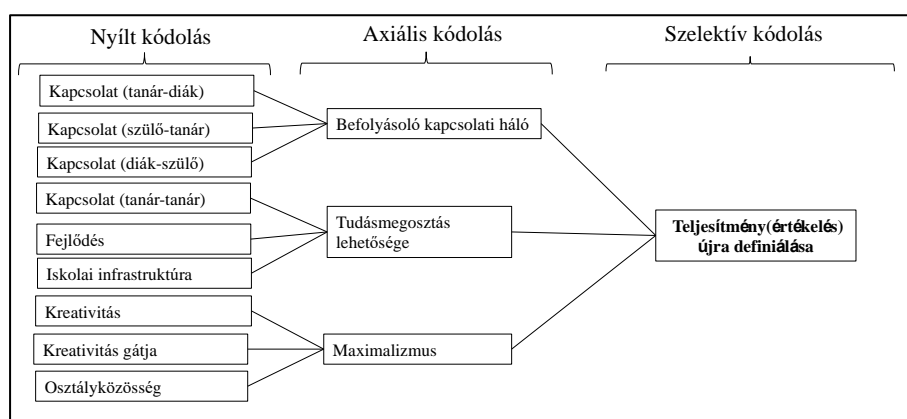 Nyílt kódolás
Axiális kódolás
Szelektív kódolás
Kapcsolat (tanár-diák)
Kapcsolat (szülő-tanár)
Kapcsolat (diák-szülő)
Kapcsolat (tanár-tanár)
Fejlődés
Iskolai infrastruktúra
Kreativitás
Kreativitás gátja
Osztályközösség
Befolyásoló kapcsolati háló
Tudásmegosztás
lehetősége
Maximalizmus
Teljesítmény(értékelés)
újra definiálása